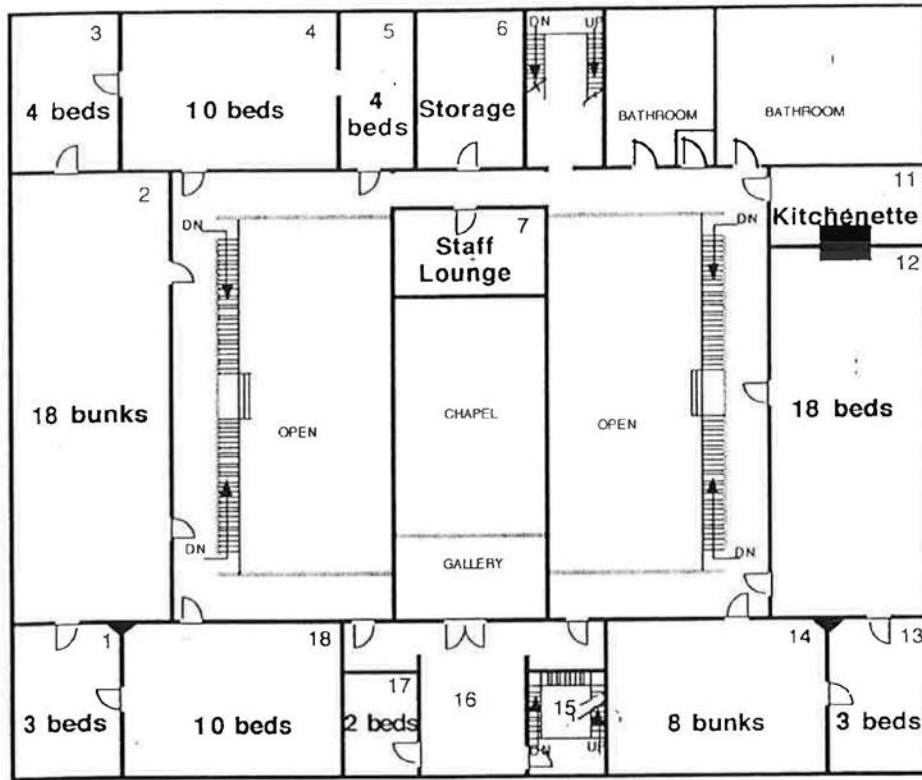 3
4
5
6
DN
UP
4 beds
10 beds
4
beds
Storage
BATHROOM
BATHROOM
2
11
Kitchenette
DN
7
Staff
Lounge
DN
12
18 bunks
OPEN
CHAPEL
OPEN
18 beds
DN
GALLERY
DN
1
18
14
13
17
16
15
3 beds
10 beds
2 beds
8 bunks
3 beds
DN
UP